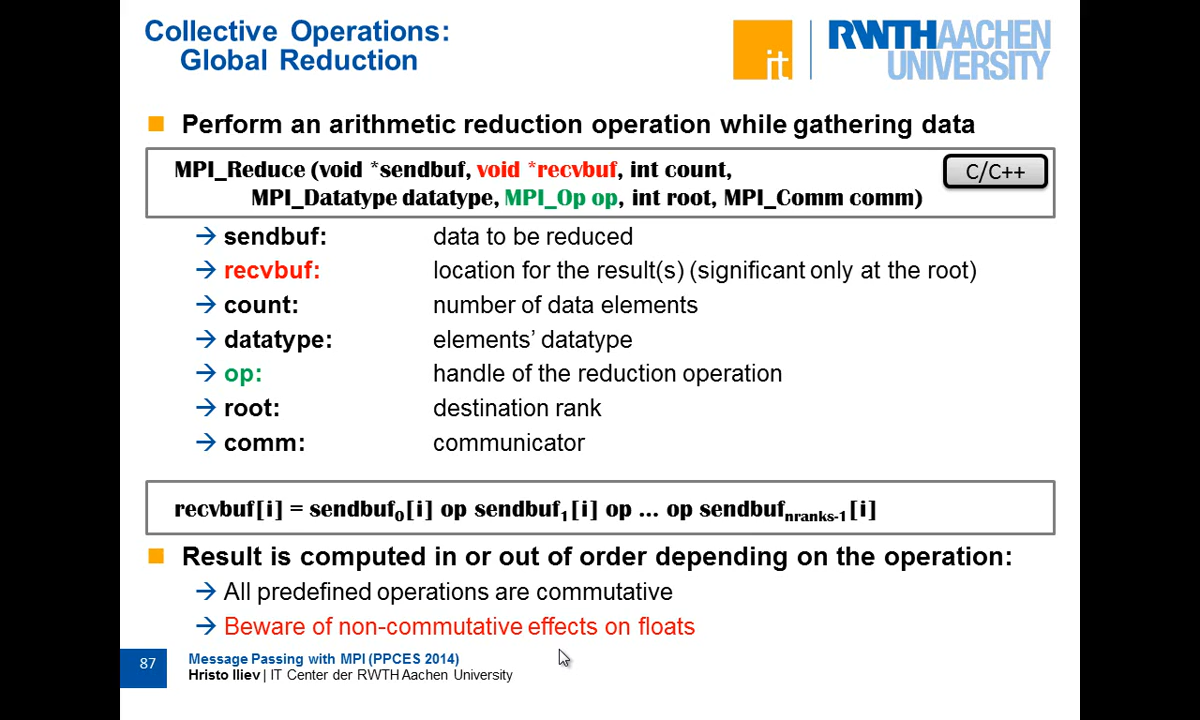 Collective Operations:
Global Reduction
it
RWTHAACHEN
UNIVERSITY
Perform an arithmetic reduction operation while gathering data
MPI_Reduce (void *sendbuf, void *recvbuf, int count,
MPI_Datatype datatype, MPI_Op op, int root, MPI_Comm comm)
C/C++
→ sendbuf: data to be reduced
→ recvbuf: location for the result(s) (significant only at the root)
→ count: number of data elements
→ datatype: elements’ datatype
→ op: handle of the reduction operation
→ root: destination rank
→ comm: communicator
recvbuf[i] = sendbuf0[i] op sendbuf1[i] op ... op sendbufnranks-1[i]
Result is computed in or out of order depending on the operation:
→ All predefined operations are commutative
→ Beware of non-commutative effects on floats
87
Message Passing with MPI (PPCES 2014)
Hristo Iliev | IT Center der RWTH Aachen University